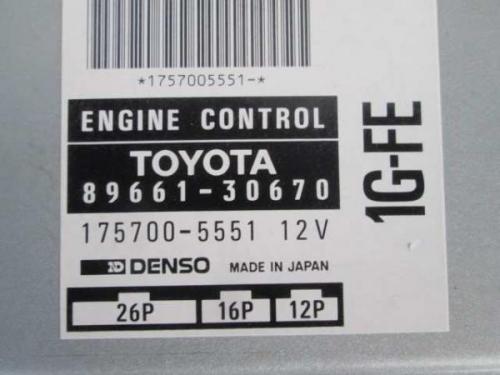 *1757005551-*
ENGINE CONTROL
TOYOTA
89661-30670
175700-5551 12V
DENSO MADE IN JAPAN
26P 16P 12P
1G-FE